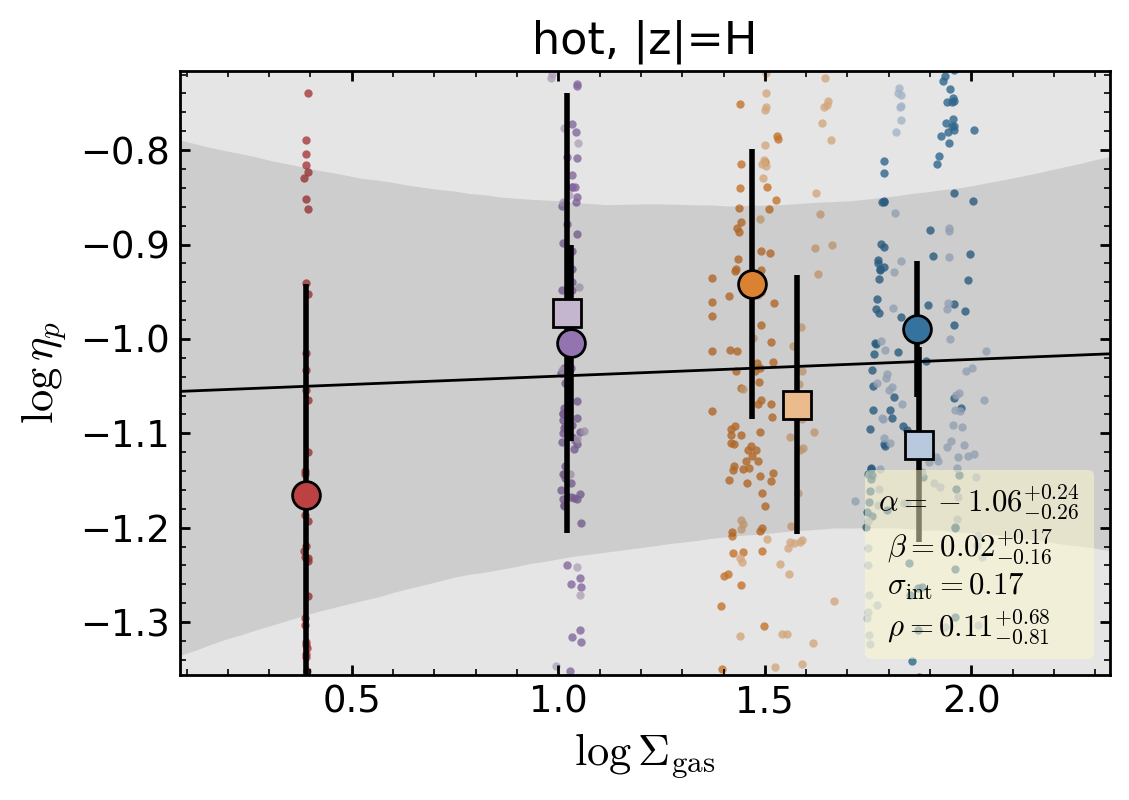 hot, |z|=H
log η_p
−0.8
−0.9
−1.0
−1.1
−1.2
−1.3
α = −1.06^{+0.24}_{−0.26}
β = 0.02^{+0.17}_{−0.16}
σ_int = 0.17
ρ = 0.11^{+0.68}_{−0.81}
0.5 1.0 1.5 2.0
log Σ_gas